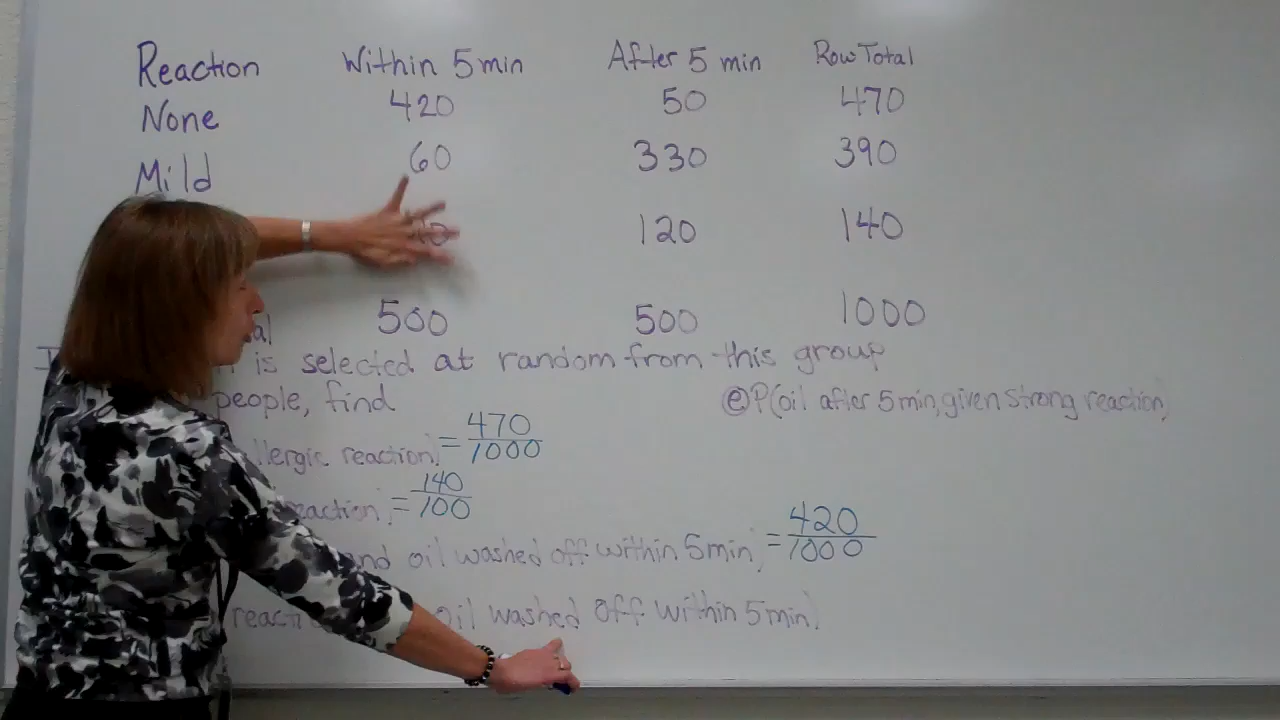 Reaction Within 5 min After 5 min Row Total
None 420 50 470
Mild 60 330 390
120 140
500 500 1000
is selected at random from this group
people, find
@P(oil after 5 min, given strong reaction)
reaction) = 470/1000
= 140/100
and oil washed off within 5 min) = 420/1000
oil washed off within 5 min)